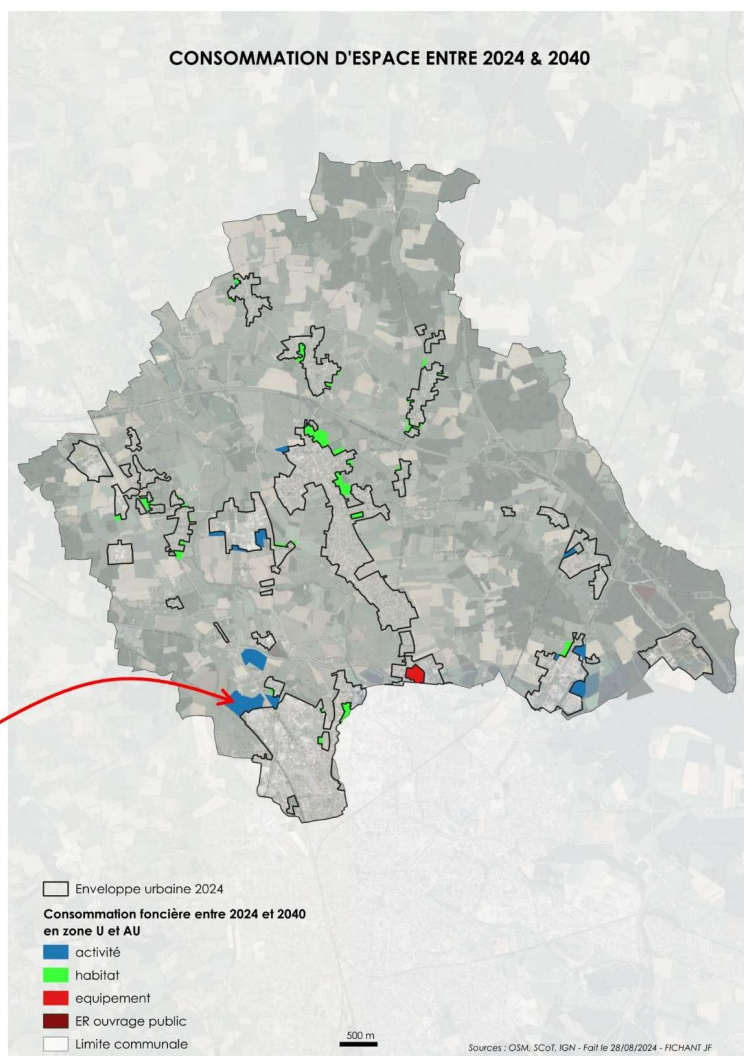 CONSOMMATION D'ESPACE ENTRE 2024 & 2040
Enveloppe urbaine 2024
Consommation foncière entre 2024 et 2040
en zone U et AU
activité
habitat
equipement
ER ouvrage public
Limite communale
500 m
Sources : OSM, SCoT, IGN - Fait le 28/08/2024 - FICHANT JF